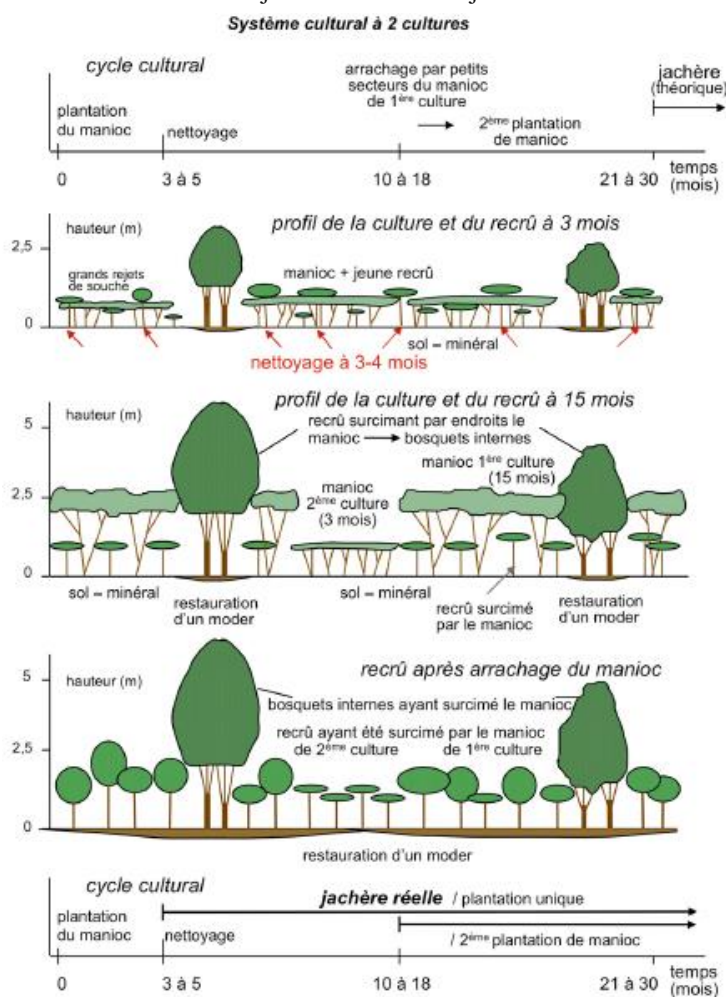 Système cultural à 2 cultures
cycle cultural
arrachage par petits
secteurs du manioc
de 1ère culture
jachère
(théorique)
plantation
du manioc
nettoyage
2ème plantation
de manioc
0
3 à 5
10 à 18
21 à 30
temps
(mois)
hauteur (m)
profil de la culture et du recrû à 3 mois
2,5
grands rejets
de souche
manioc + jeune recrû
0
sol – minéral
nettoyage à 3-4 mois
hauteur (m)
profil de la culture et du recrû à 15 mois
5
recrû surcimant par endroits le
manioc → bosquets internes
manioc 1ère culture
(15 mois)
2,5
manioc
2ème culture
(3 mois)
0
sol – minéral
restauration
d'un moder
sol – minéral
recrû surcimé
par le manioc
restauration
d'un moder
hauteur (m)
recrû après arrachage du manioc
5
bosquets internes ayant surcimé le manioc
2,5
recrû ayant été surcimé par le manioc
de 2ème culture
de 1ère culture
0
restauration d'un moder
cycle cultural
jachère réelle / plantation unique
plantation
du manioc
nettoyage
/ 2ème plantation de manioc
0
3 à 5
10 à 18
21 à 30
temps
(mois)